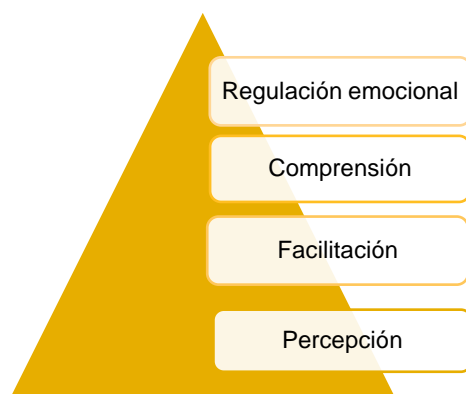 Regulación emocional
Comprensión
Facilitación
Percepción